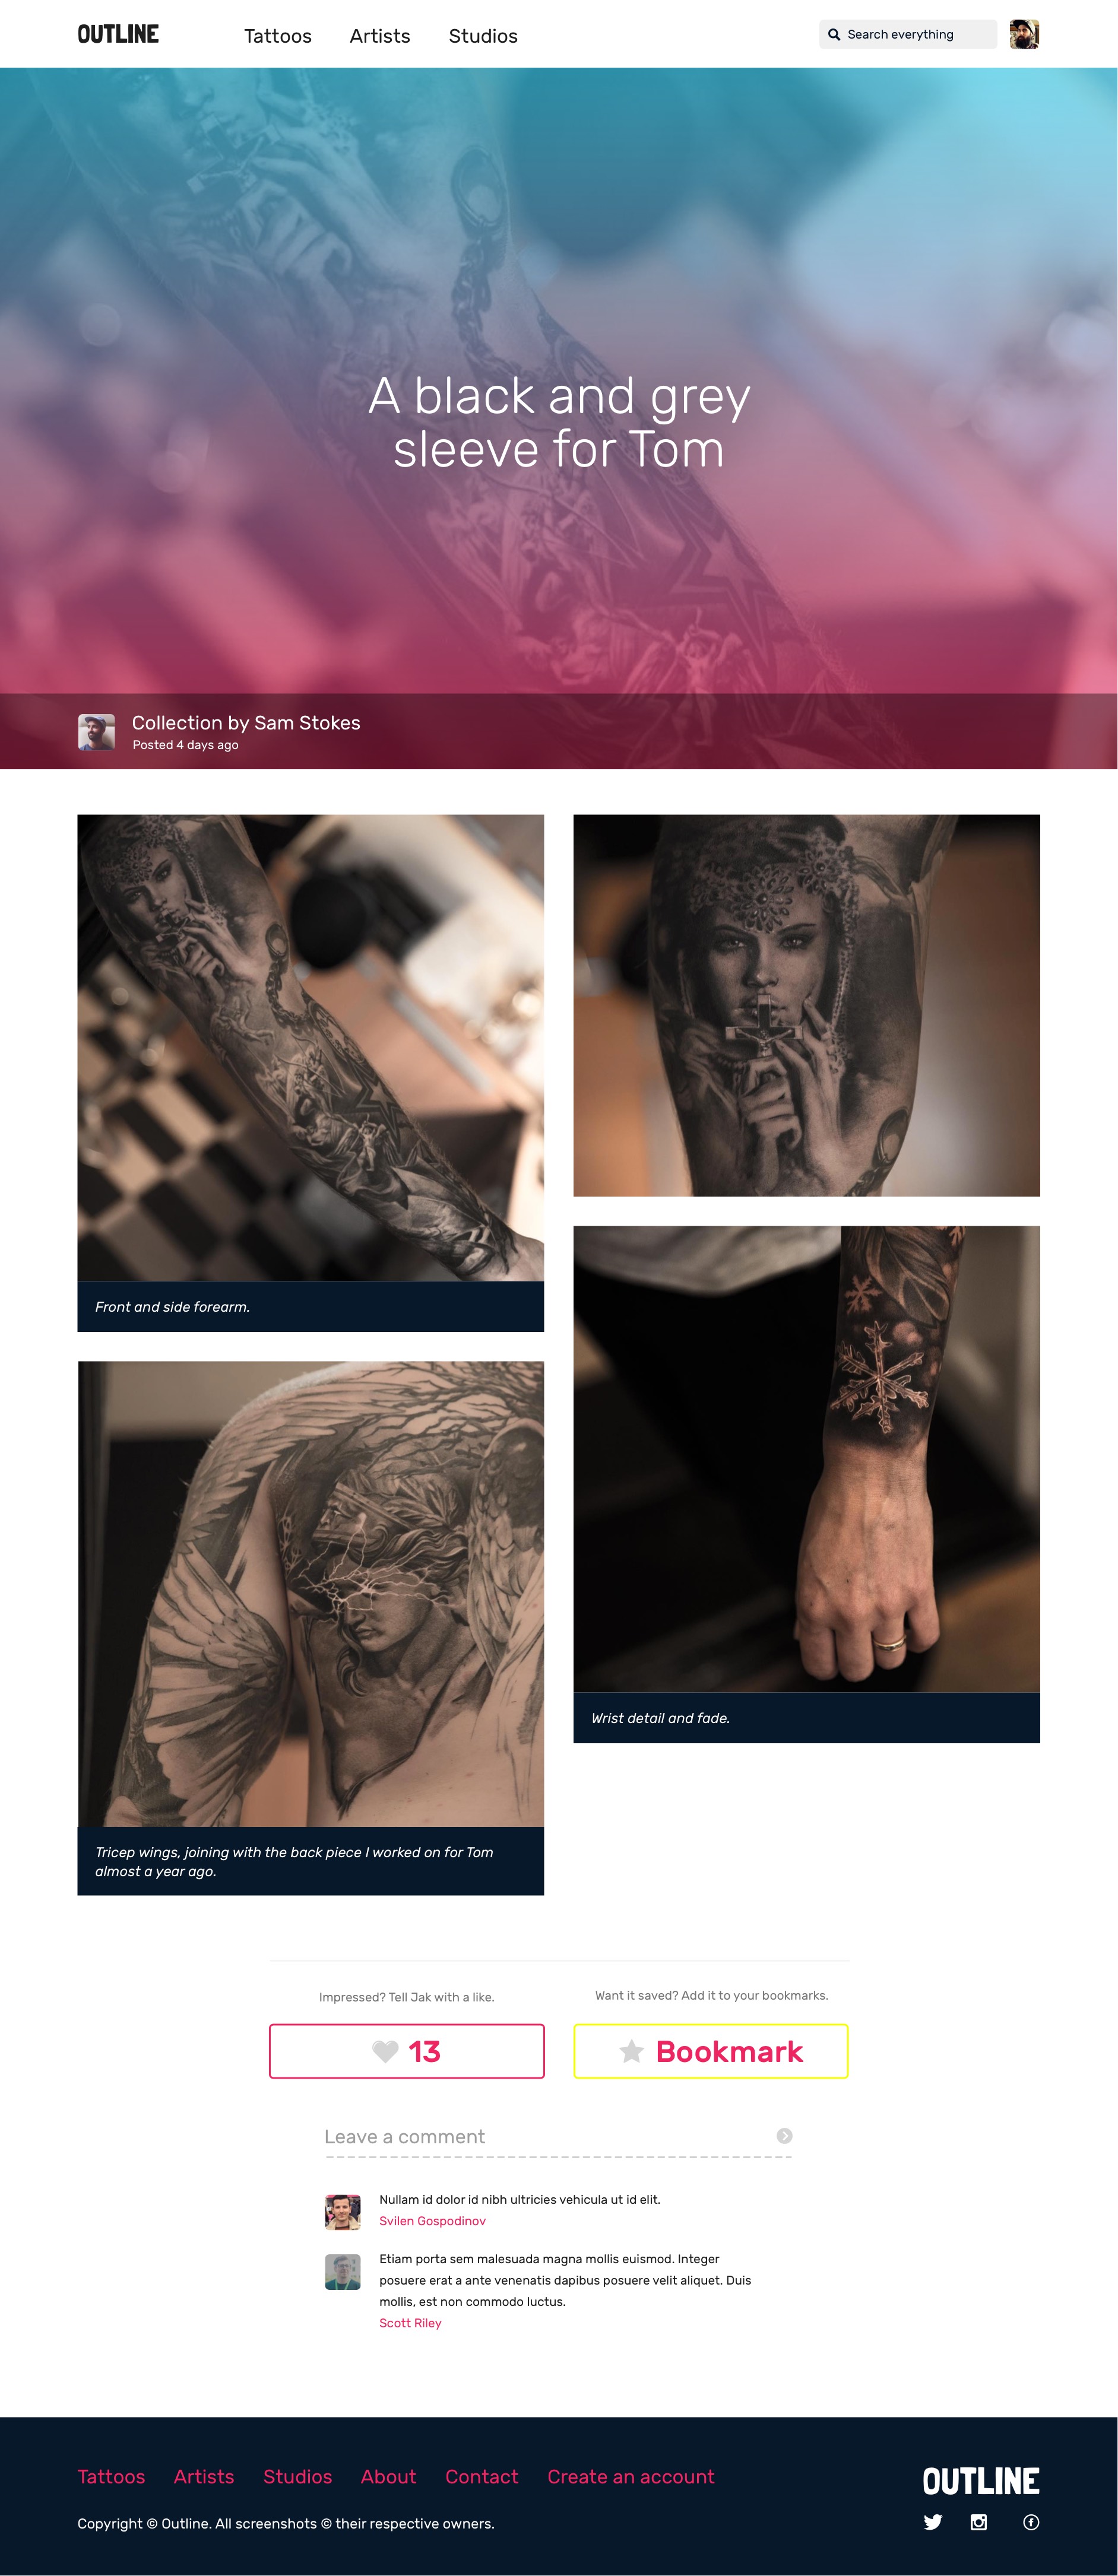 OUTLINE
Tattoos Artists Studios
Search everything
A black and grey
sleeve for Tom
Collection by Sam Stokes
Posted 4 days ago
Front and side forearm.
Wrist detail and fade.
Tricep wings, joining with the back piece I worked on for Tom
almost a year ago.
Impressed? Tell Jak with a like.
Want it saved? Add it to your bookmarks.
13
Bookmark
Leave a comment
Nullam id dolor id nibh ultricies vehicula ut id elit.
Svilen Gospodinov
Etiam porta sem malesuada magna mollis euismod. Integer
posuere erat a ante venenatis dapibus posuere velit aliquet. Duis
mollis, est non commodo luctus.
Scott Riley
Tattoos Artists Studios About Contact Create an account
OUTLINE
Copyright © Outline. All screenshots © their respective owners.